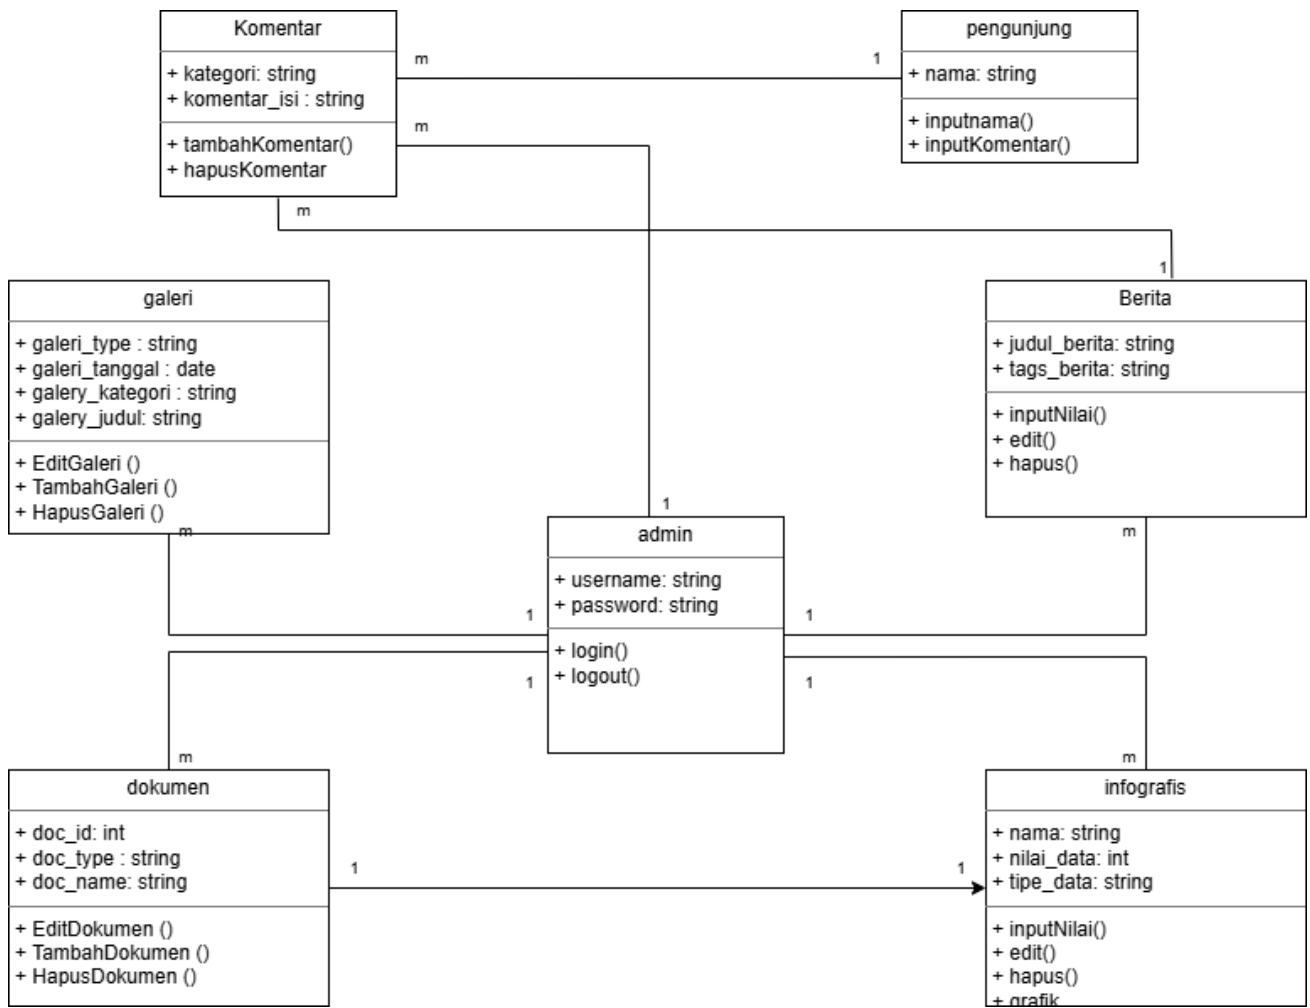 Komentar
+ kategori: string
+ komentar_isi : string
+ tambahKomentar()
+ hapusKomentar
m
m
m
1
pengunjung
+ nama: string
+ inputnama()
+ inputKomentar()
galeri
+ galeri_type : string
+ galeri_tanggal : date
+ galery_kategori : string
+ galery_judul: string
+ EditGaleri ()
+ TambahGaleri ()
+ HapusGaleri ()
m
1
Berita
+ judul_berita: string
+ tags_berita: string
+ inputNilai()
+ edit()
+ hapus()
m
1
admin
+ username: string
+ password: string
+ login()
+ logout()
1
1
1
1
m
dokumen
+ doc_id: int
+ doc_type : string
+ doc_name: string
+ EditDokumen ()
+ TambahDokumen ()
+ HapusDokumen ()
1
1
m
infografis
+ nama: string
+ nilai_data: int
+ tipe_data: string
+ inputNilai()
+ edit()
+ hapus()
+ grafik